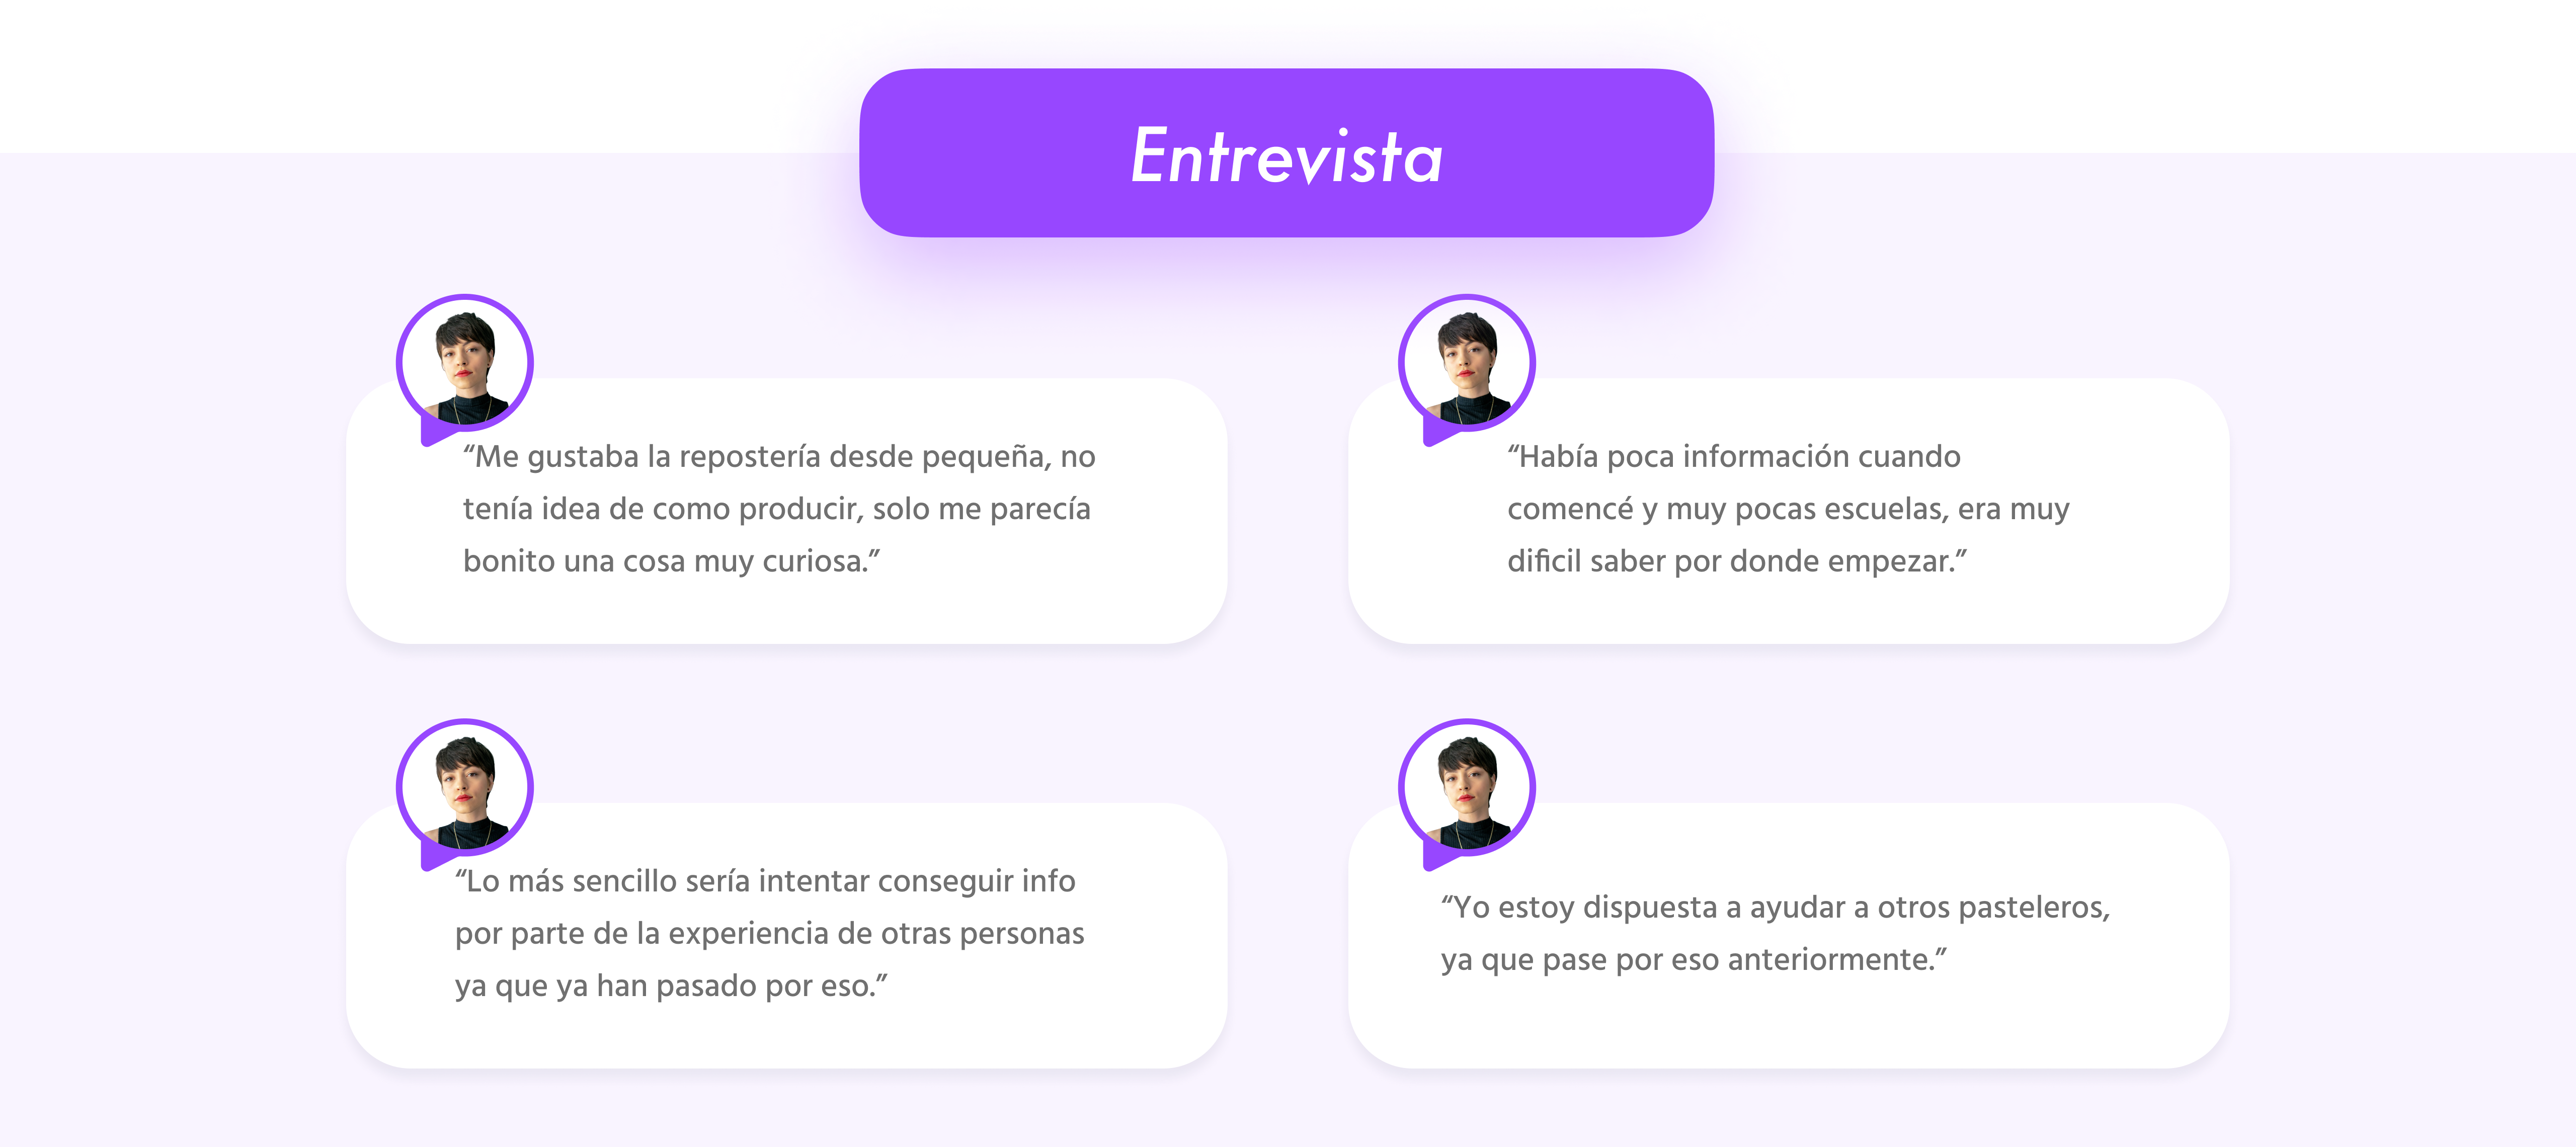 Entrevista
“Me gustaba la repostería desde pequeña, no
tenía idea de como producir, solo me parecía
bonito una cosa muy curiosa.”
“Había poca información cuando
comencé y muy pocas escuelas, era muy
dificil saber por donde empezar.”
“Lo más sencillo sería intentar conseguir info
por parte de la experiencia de otras personas
ya que ya han pasado por eso.”
“Yo estoy dispuesta a ayudar a otros pasteleros,
ya que pase por eso anteriormente.”